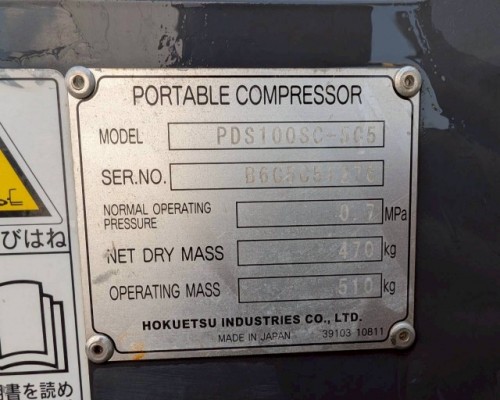 PORTABLE COMPRESSOR
MODEL PDS100SC-5C5
SER.NO.
NORMAL OPERATING PRESSURE 0.7 MPa
NET DRY MASS 470 kg
OPERATING MASS 510 kg
HOKUETSU INDUSTRIES CO., LTD.
MADE IN JAPAN 39103 10811
びはね
書を読め